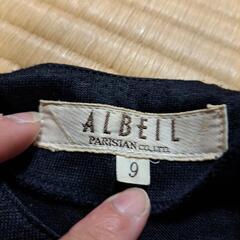 ALBEIL
PARISIAN CO., LTD.
9